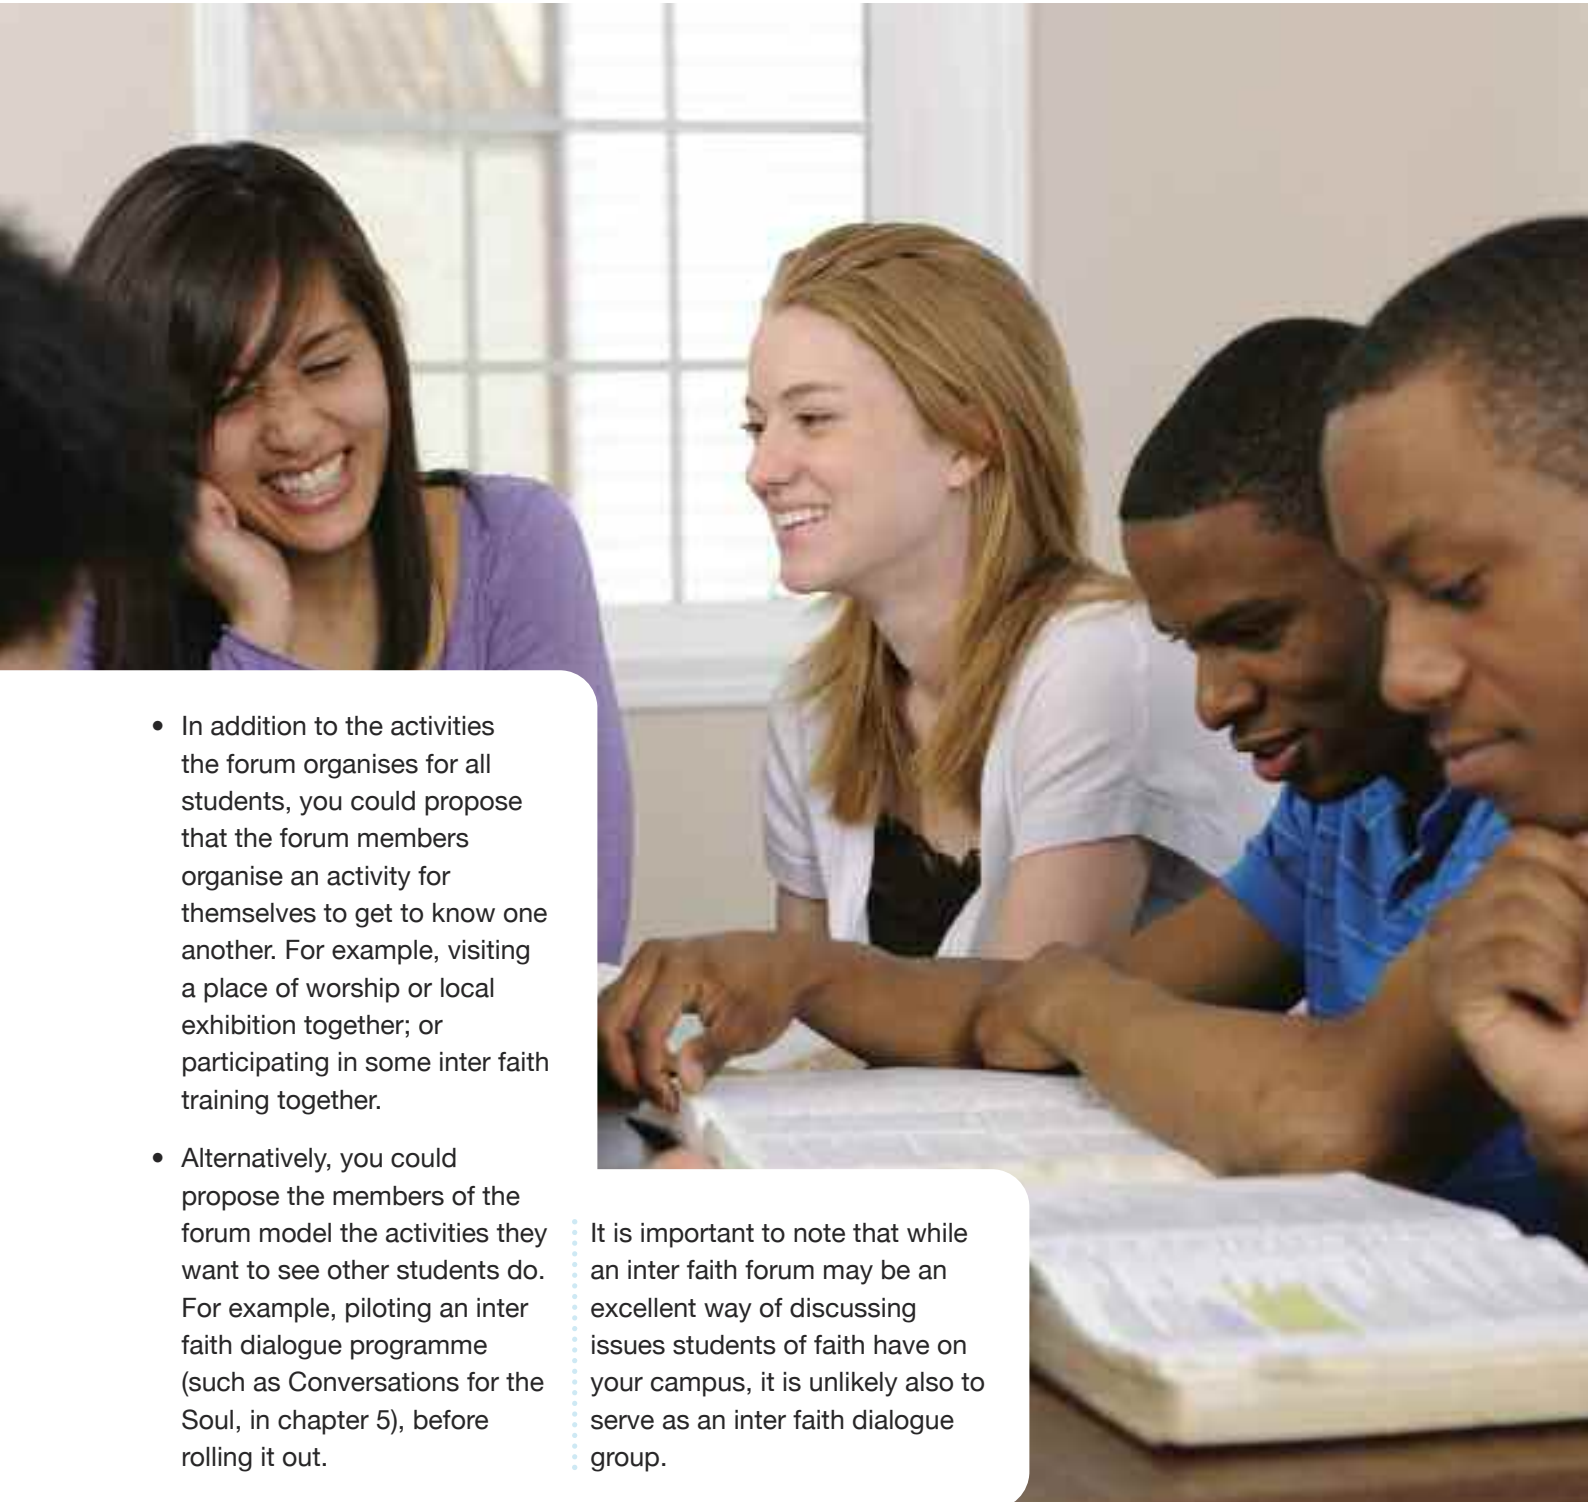 • In addition to the activities
the forum organises for all
students, you could propose
that the forum members
organise an activity for
themselves to get to know one
another. For example, visiting
a place of worship or local
exhibition together; or
participating in some inter faith
training together.
• Alternatively, you could
propose the members of the
forum model the activities they
want to see other students do.
For example, piloting an inter
faith dialogue programme
(such as Conversations for the
Soul, in chapter 5), before
rolling it out.
It is important to note that while
an inter faith forum may be an
excellent way of discussing
issues students of faith have on
your campus, it is unlikely also to
serve as an inter faith dialogue
group.